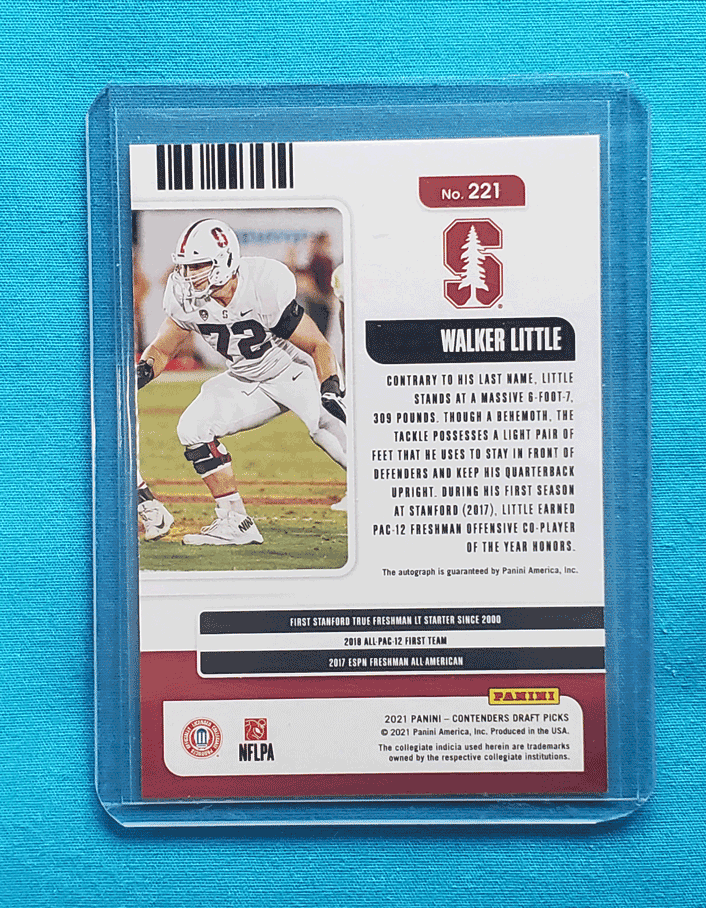 No. 221
S
WALKER LITTLE
CONTRARY TO HIS LAST NAME, LITTLE
STANDS AT A MASSIVE 6-FOOT-7,
309 POUNDS. THOUGH A BEHEMOTH, THE
TACKLE POSSESSES A LIGHT PAIR OF
FEET THAT HE USES TO STAY IN FRONT OF
DEFENDERS AND KEEP HIS QUARTERBACK
UPRIGHT. DURING HIS FIRST SEASON
AT STANFORD (2017), LITTLE EARNED
PAC-12 FRESHMAN OFFENSIVE CO-PLAYER
OF THE YEAR HONORS.
The autograph is guaranteed by Panini America, Inc.
S
72
FIRST STANFORD TRUE FRESHMAN LT STARTER SINCE 2000
2018 ALL-PAC-12 FIRST TEAM
2017 ESPN FRESHMAN ALL-AMERICAN
PANINI
2021 PANINI – CONTENDERS DRAFT PICKS
© 2021 Panini America, Inc. Produced in the USA.
The collegiate indicia used herein are trademarks
owned by the respective collegiate institutions.
OFFICIALLY LICENSED COLLEGIATE PRODUCTS
NFLPA